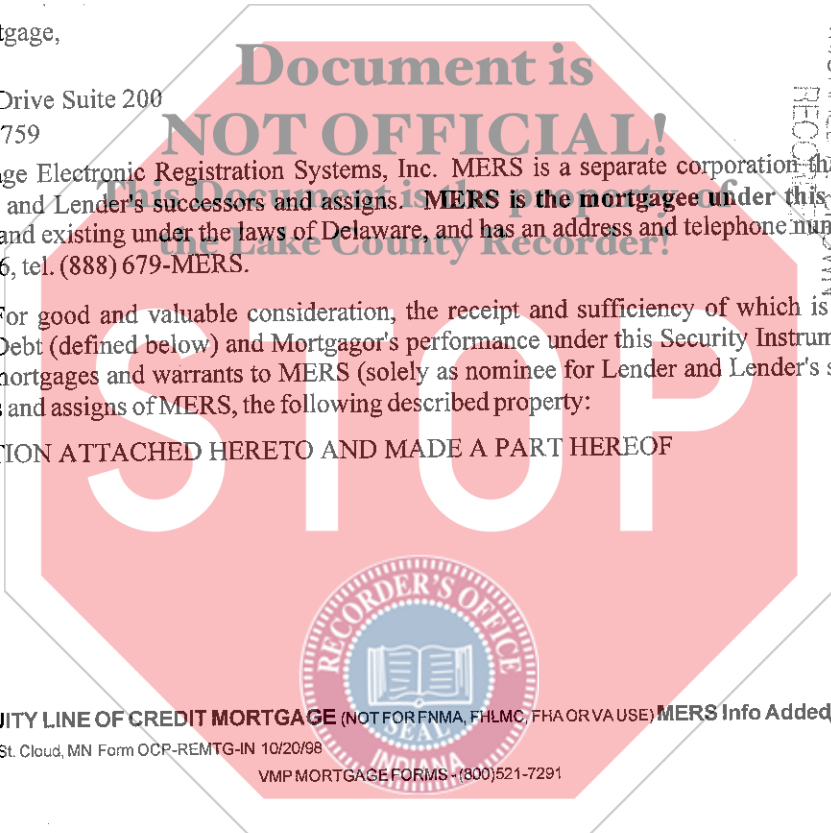 tgage,
Document is
Drive Suite 200
NOT OFFICIAL!
759
ge Electronic Registration Systems, Inc. MERS is a separate corporation th
This Document is the property of
and Lender's successors and assigns. MERS is the mortgagee under this
and existing under the laws of Delaware, and has an address and telephone num
the Lake County Recorder!
6, tel. (888) 679-MERS.
For good and valuable consideration, the receipt and sufficiency of which is
Debt (defined below) and Mortgagor's performance under this Security Instrum
mortgages and warrants to MERS (solely as nominee for Lender and Lender's s
s and assigns of MERS, the following described property:
TION ATTACHED HERETO AND MADE A PART HEREOF
STOP
RECORDER'S OFFICE
SEAL
INDIANA
UITY LINE OF CREDIT MORTGAGE (NOT FOR FNMA, FHLMC, FHA OR VA USE) MERS Info Added
St. Cloud, MN Form OCP-REMTG-IN 10/20/98
VMP MORTGAGE FORMS - (800)521-7291